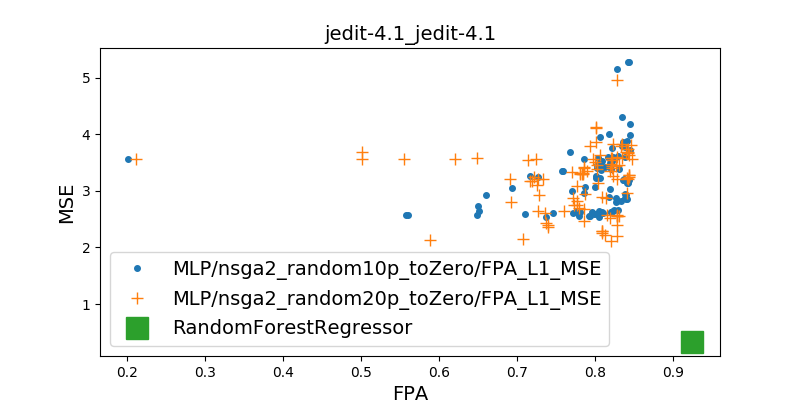 jedit-4.1_jedit-4.1
MSE
5
4
3
2
1
MLP/nsga2_random10p_toZero/FPA_L1_MSE
MLP/nsga2_random20p_toZero/FPA_L1_MSE
RandomForestRegressor
0.2 0.3 0.4 0.5 0.6 0.7 0.8 0.9
FPA